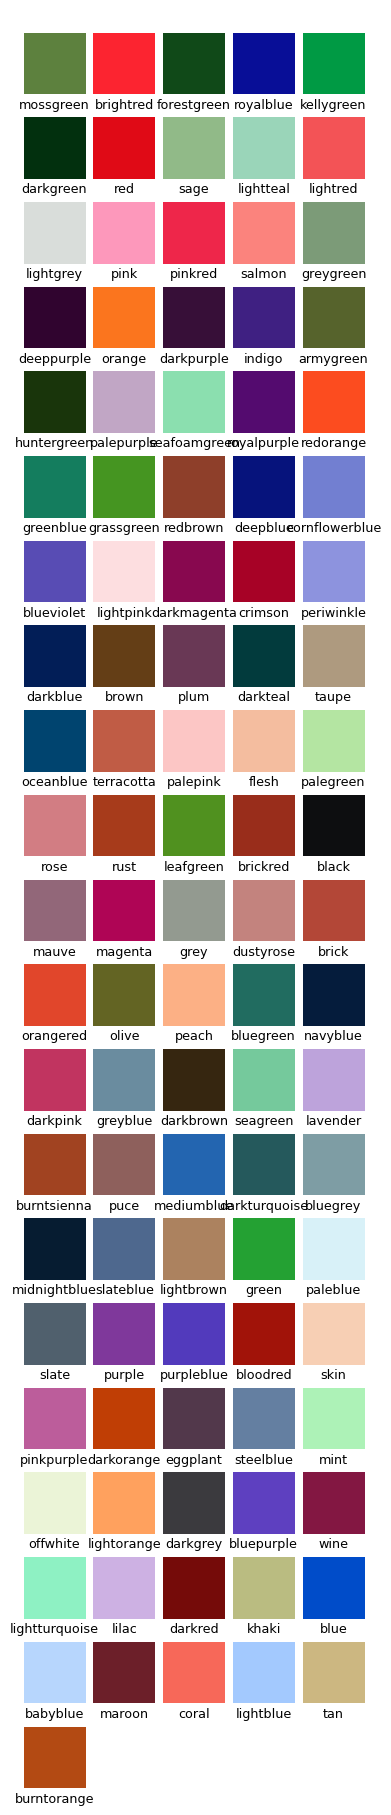 mossgreen brightred forestgreen royalblue kellygreen
darkgreen red sage lightteal lightred
lightgrey pink pinkred salmon greygreen
deeppurple orange darkpurple indigo armygreen
huntergreen palepurple seafoamgreen royalpurple redorange
greenblue grassgreen redbrown deepblue cornflowerblue
blueviolet lightpink darkmagenta crimson periwinkle
darkblue brown plum darkteal taupe
oceanblue terracotta palepink flesh palegreen
rose rust leafgreen brickred black
mauve magenta grey dustyrose brick
orangered olive peach bluegreen navyblue
darkpink greyblue darkbrown seagreen lavender
burntsienna puce mediumblue darkturquoise bluegrey
midnightblue slateblue lightbrown green paleblue
slate purple purpleblue bloodred skin
pinkpurple darkorange eggplant steelblue mint
offwhite lightorange darkgrey bluepurple wine
lightturquoise lilac darkred khaki blue
babyblue maroon coral lightblue tan
burntorange